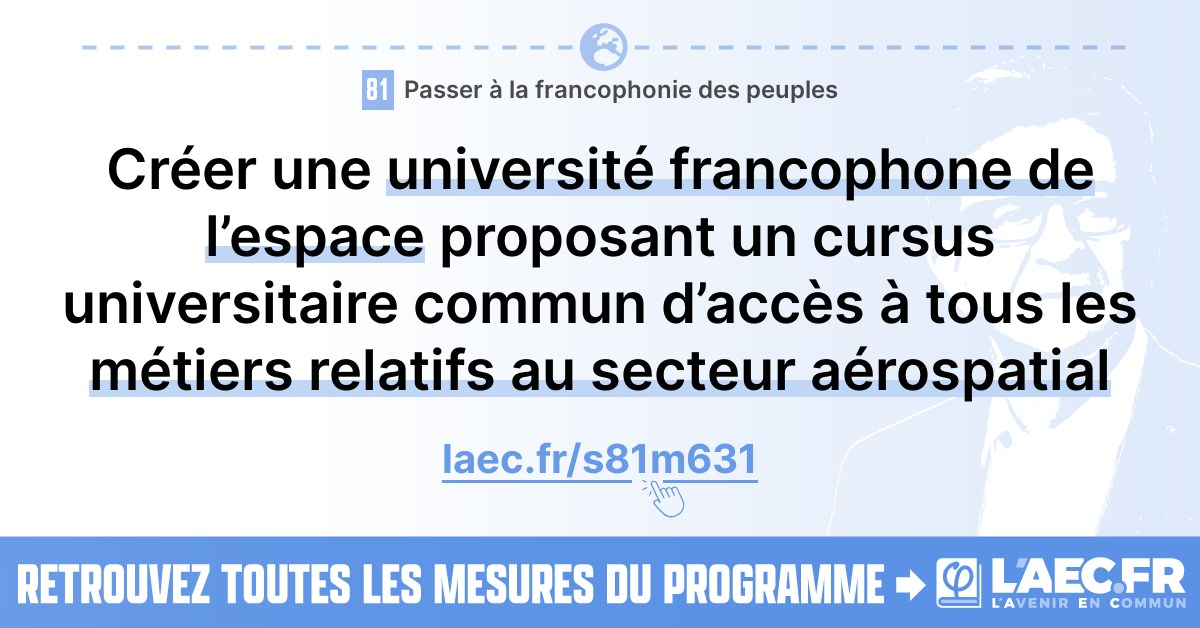 81 Passer à la francophonie des peuples
Créer une université francophone de
l’espace proposant un cursus
universitaire commun d’accès à tous les
métiers relatifs au secteur aérospatial
laec.fr/s81m631
RETROUVEZ TOUTES LES MESURES DU PROGRAMME
φ L'AEC.FR
L'AVENIR EN COMMUN